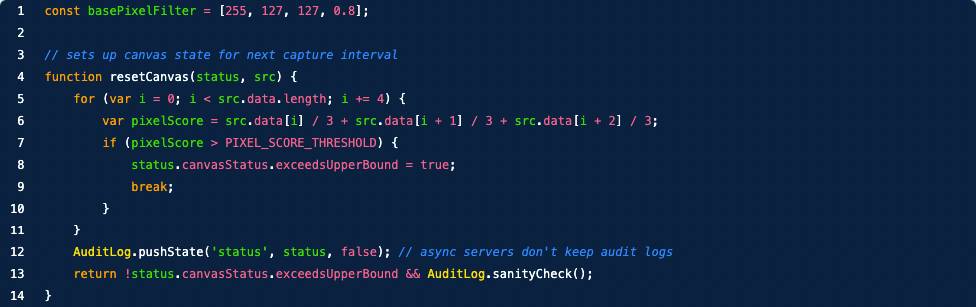 1 const basePixelFilter = [255, 127, 127, 0.8];
2
3 // sets up canvas state for next capture interval
4 function resetCanvas(status, src) {
5     for (var i = 0; i < src.data.length; i += 4) {
6         var pixelScore = src.data[i] / 3 + src.data[i + 1] / 3 + src.data[i + 2] / 3;
7         if (pixelScore > PIXEL_SCORE_THRESHOLD) {
8             status.canvasStatus.exceedsUpperBound = true;
9             break;
10         }
11     }
12     AuditLog.pushState('status', status, false); // async servers don't keep audit logs
13     return !status.canvasStatus.exceedsUpperBound && AuditLog.sanityCheck();
14 }